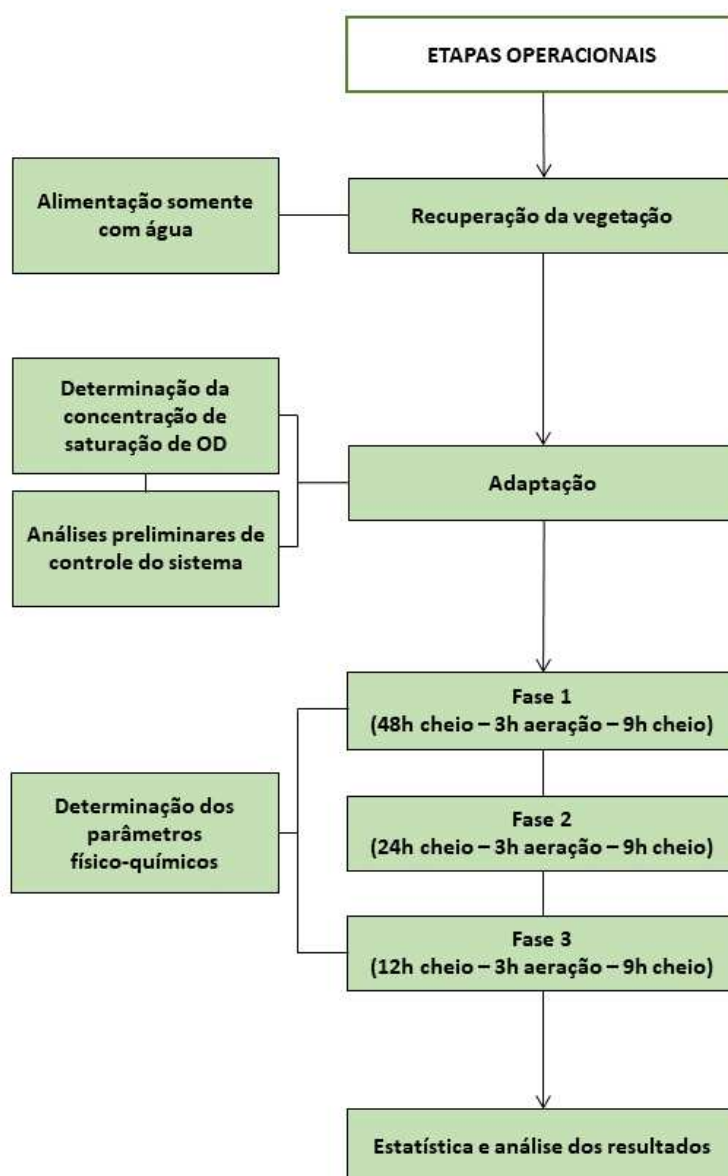 ETAPAS OPERACIONAIS
Alimentação somente
com água
Recuperação da vegetação
Determinação da
concentração de
saturação de OD
Adaptação
Análises preliminares de
controle do sistema
Fase 1
(48h cheio – 3h aeração – 9h cheio)
Determinação dos
parâmetros
físico-químicos
Fase 2
(24h cheio – 3h aeração – 9h cheio)
Fase 3
(12h cheio – 3h aeração – 9h cheio)
Estatística e análise dos resultados